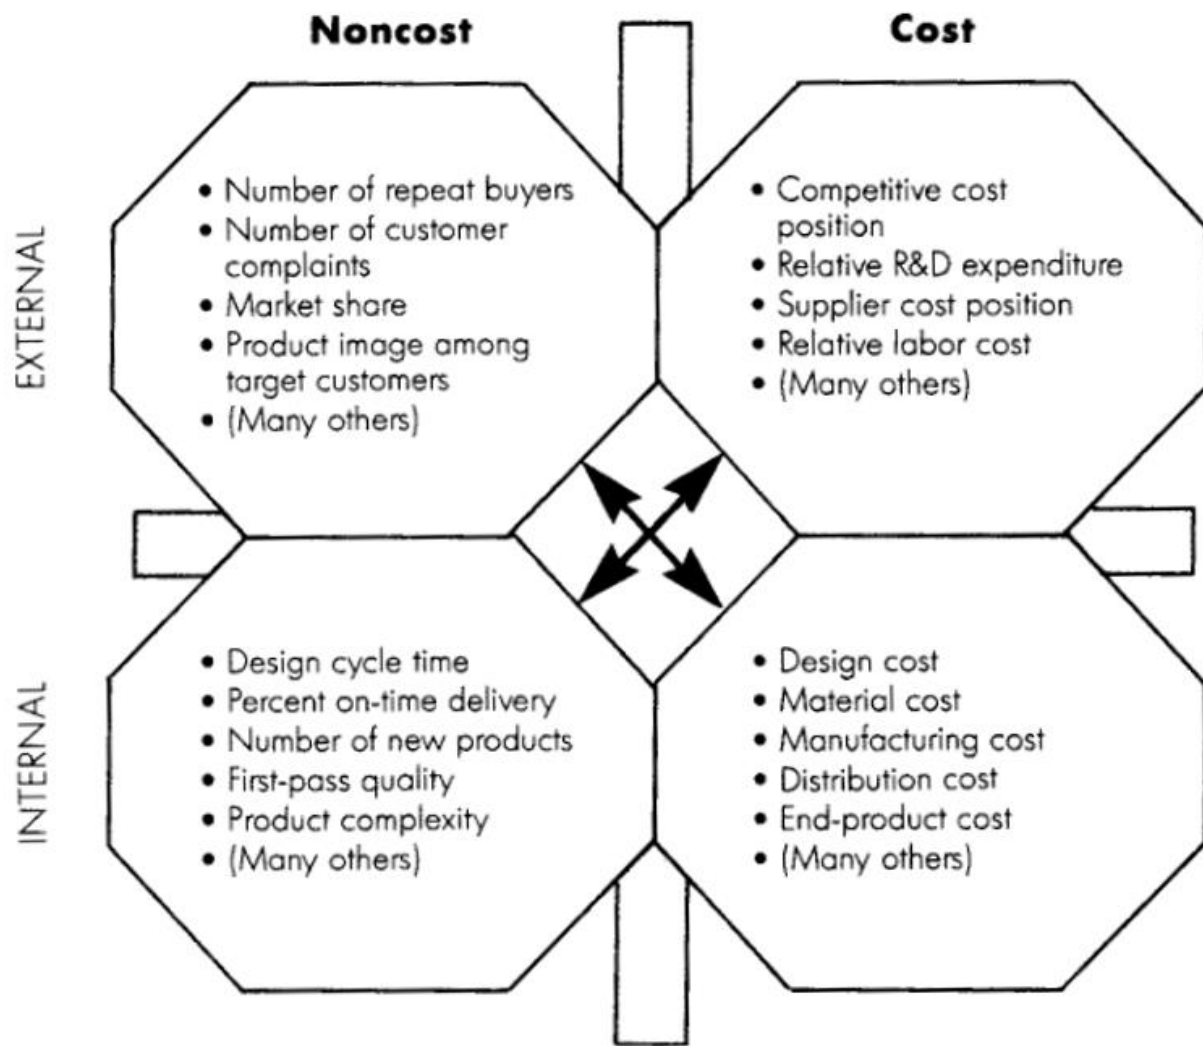 Noncost
Cost
EXTERNAL
• Number of repeat buyers
• Number of customer
complaints
• Market share
• Product image among
target customers
• (Many others)
• Competitive cost
position
• Relative R&D expenditure
• Supplier cost position
• Relative labor cost
• (Many others)
INTERNAL
• Design cycle time
• Percent on-time delivery
• Number of new products
• First-pass quality
• Product complexity
• (Many others)
• Design cost
• Material cost
• Manufacturing cost
• Distribution cost
• End-product cost
• (Many others)